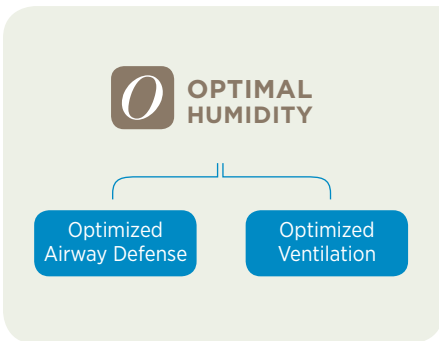 O
OPTIMAL
HUMIDITY
Optimized
Airway Defense
Optimized
Ventilation